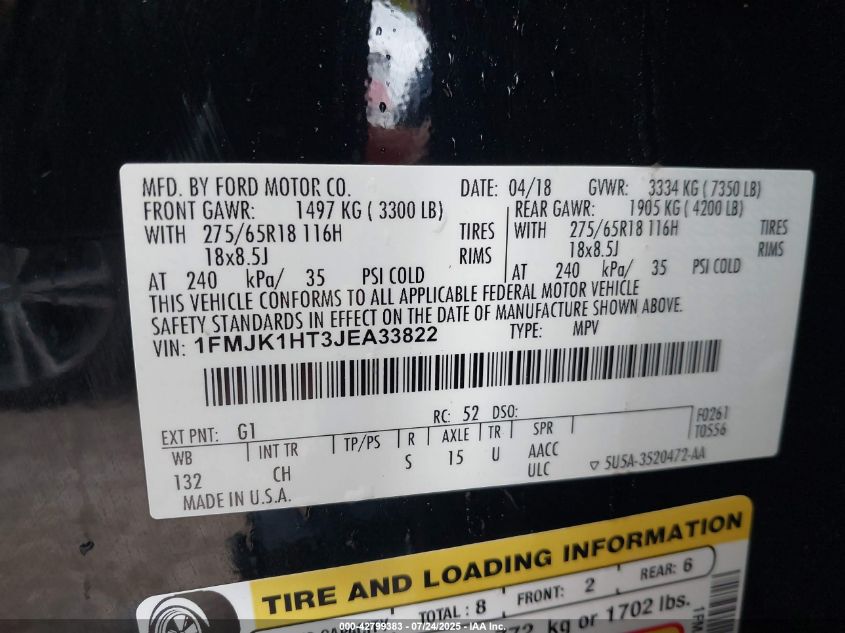 MFD. BY FORD MOTOR CO. DATE: 04/18 GVWR: 3334 KG ( 7350 LB)
FRONT GAWR: 1497 KG ( 3300 LB) REAR GAWR: 1905 KG ( 4200 LB)
WITH 275/65R18 116H TIRES WITH 275/65R18 116H TIRES
18x8.5J RIMS 18x8.5J RIMS
AT 240 kPa/ 35 PSI COLD AT 240 kPa/ 35 PSI COLD
THIS VEHICLE CONFORMS TO ALL APPLICABLE FEDERAL MOTOR VEHICLE
SAFETY STANDARDS IN EFFECT ON THE DATE OF MANUFACTURE SHOWN ABOVE.
VIN: 1FMJK1HT3JEA33822 TYPE: MPV
EXT PNT: G1 RC: 52 DSO: F0261
T0556
WB INT TR TP/PS R AXLE TR SPR
132 CH S 15 U AACC
ULC
MADE IN U.S.A. 5U5A-3520472-AA
TIRE AND LOADING INFORMATION
TOTAL : 8 FRONT: 2 REAR: 6
kg or 1702 lbs.
1FM
©COPY-42799383 - 07/24/2025 - IAA Inc.